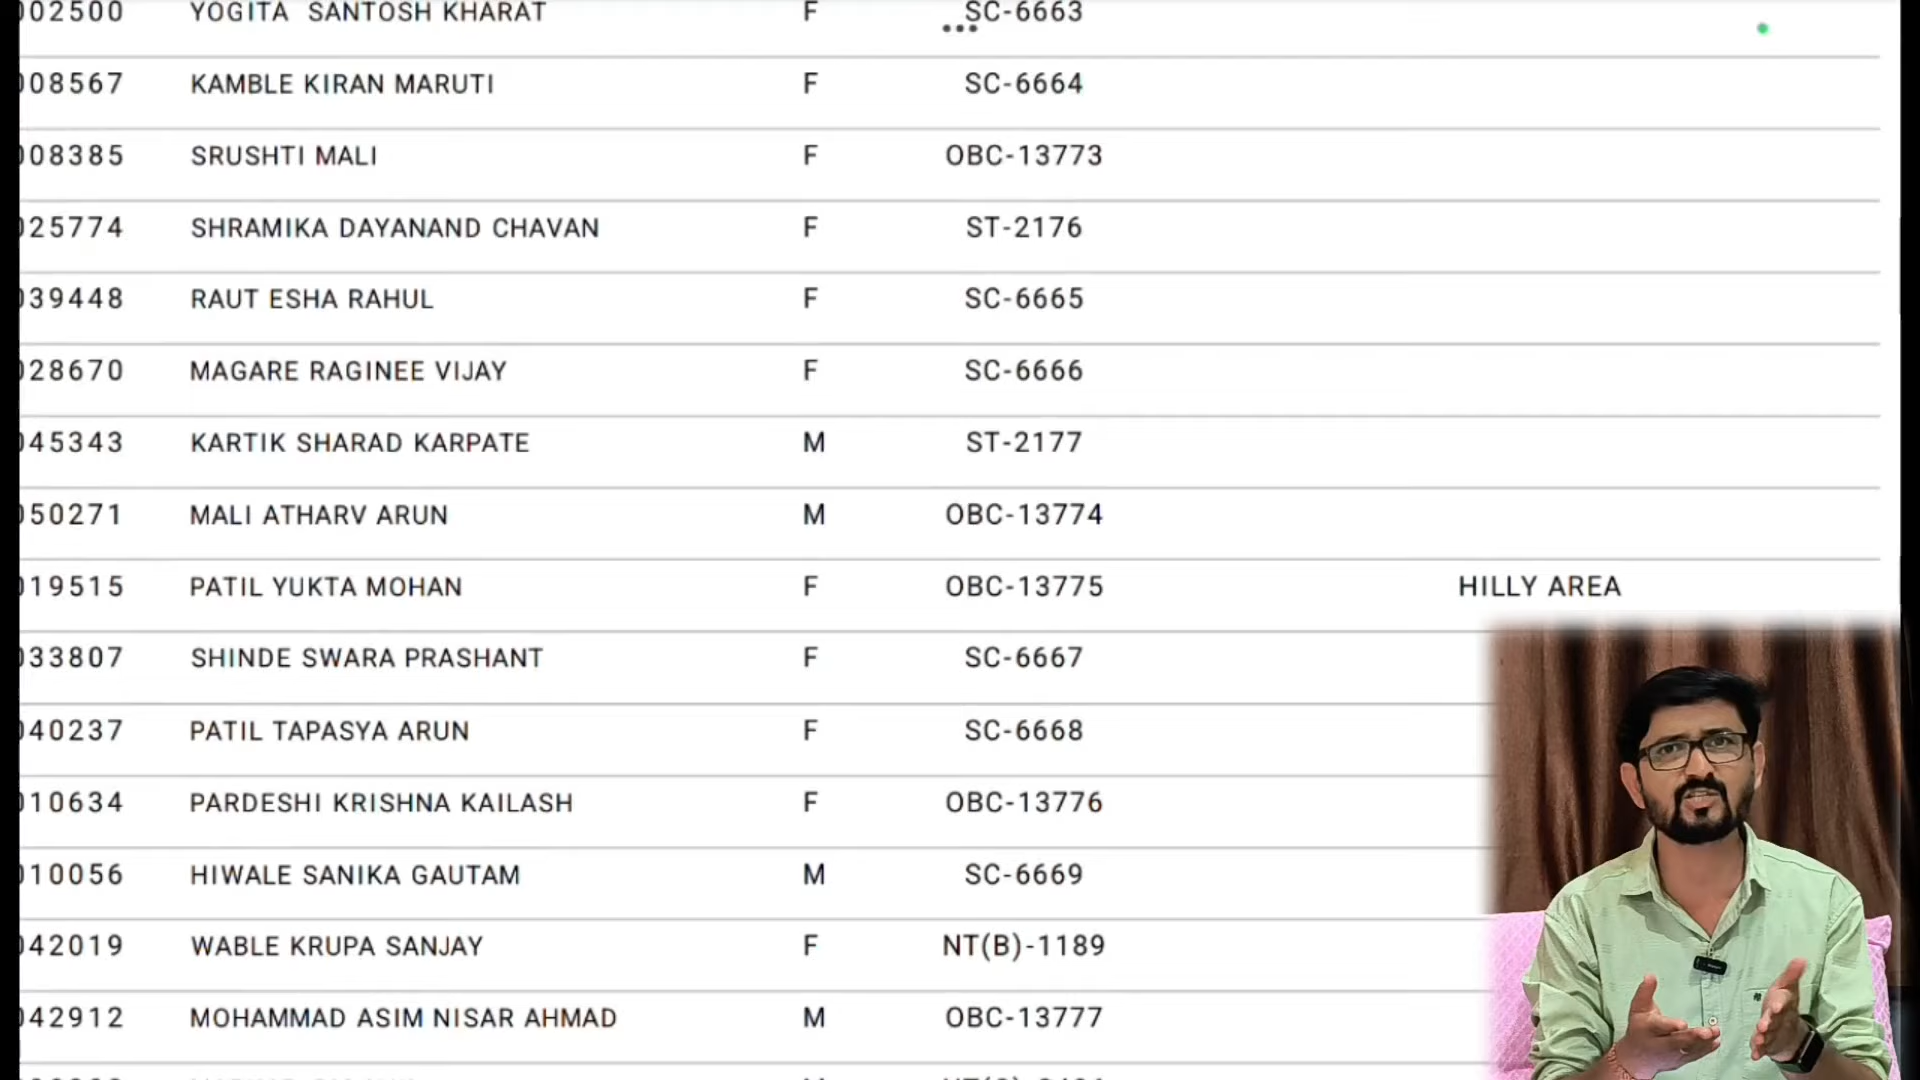 02500 YOGITA SANTOSH KHARAT F SC-6663
08567 KAMBLE KIRAN MARUTI F SC-6664
08385 SRUSHTI MALI F OBC-13773
25774 SHRAMIKA DAYANAND CHAVAN F ST-2176
39448 RAUT ESHA RAHUL F SC-6665
28670 MAGARE RAGINEE VIJAY F SC-6666
45343 KARTIK SHARAD KARPATE M ST-2177
50271 MALI ATHARV ARUN M OBC-13774
19515 PATIL YUKTA MOHAN F OBC-13775 HILLY AREA
33807 SHINDE SWARA PRASHANT F SC-6667
40237 PATIL TAPASYA ARUN F SC-6668
10634 PARDESHI KRISHNA KAILASH F OBC-13776
10056 HIWALE SANIKA GAUTAM M SC-6669
42019 WABLE KRUPA SANJAY F NT(B)-1189
42912 MOHAMMAD ASIM NISAR AHMAD M OBC-13777